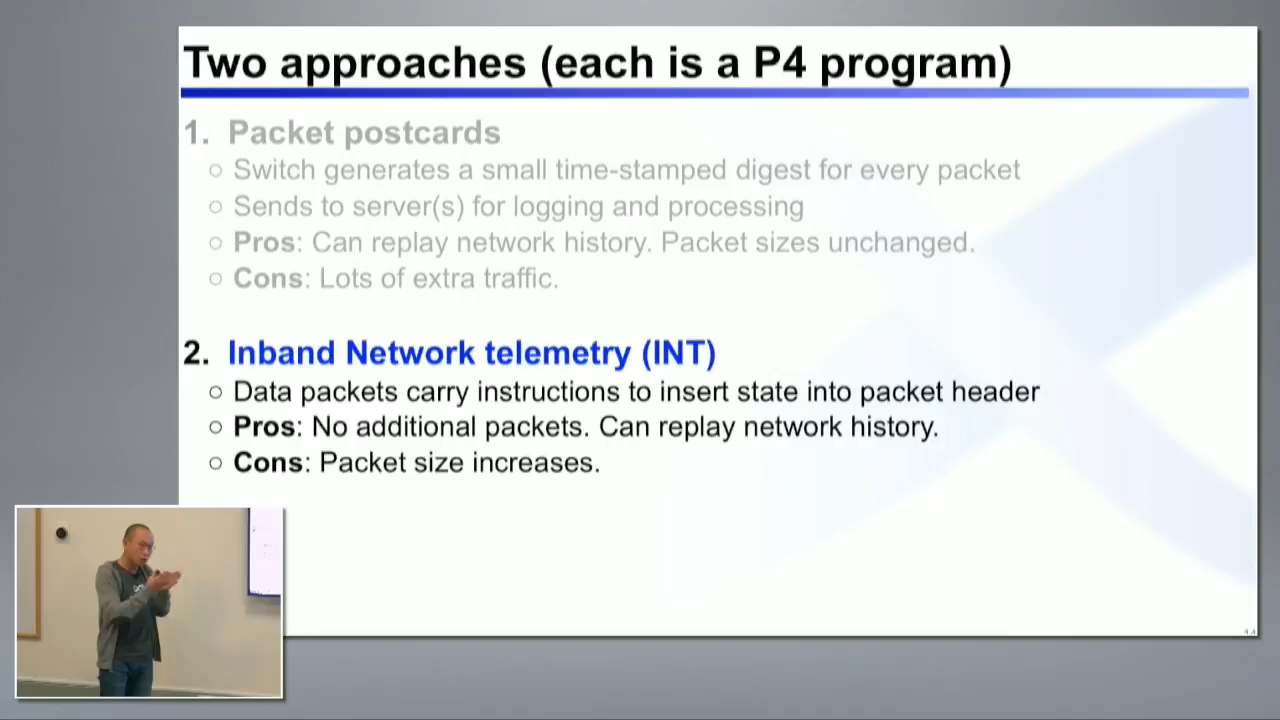 Two approaches (each is a P4 program)
1. Packet postcards
○ Switch generates a small time-stamped digest for every packet
○ Sends to server(s) for logging and processing
○ Pros: Can replay network history. Packet sizes unchanged.
○ Cons: Lots of extra traffic.
2. Inband Network telemetry (INT)
○ Data packets carry instructions to insert state into packet header
○ Pros: No additional packets. Can replay network history.
○ Cons: Packet size increases.